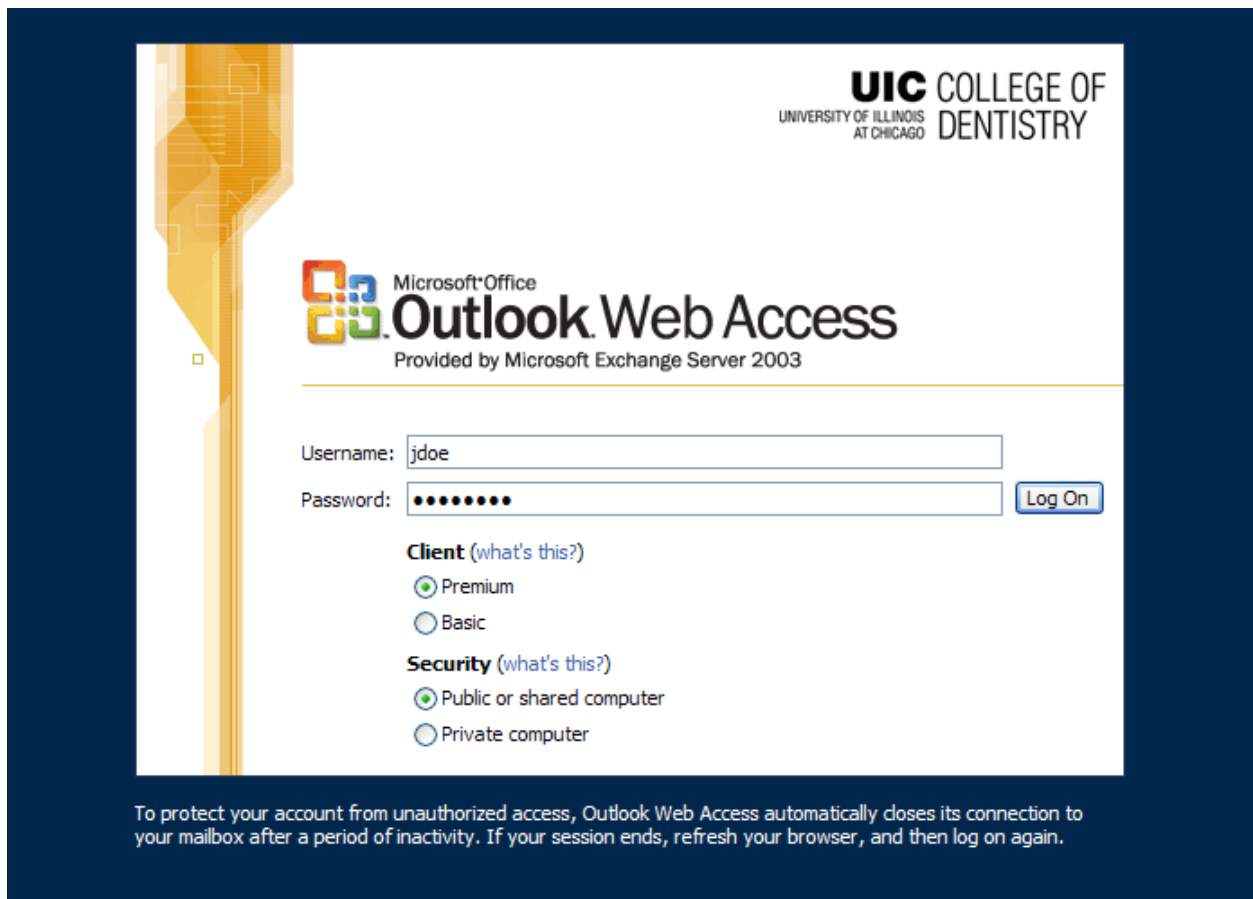 UIC COLLEGE OF
UNIVERSITY OF ILLINOIS
AT CHICAGO DENTISTRY
Microsoft Office
Outlook Web Access
Provided by Microsoft Exchange Server 2003
Username: jdoe
Password: ●●●●●●●● Log On
Client (what's this?)
Premium
Basic
Security (what's this?)
Public or shared computer
Private computer
To protect your account from unauthorized access, Outlook Web Access automatically closes its connection to
your mailbox after a period of inactivity. If your session ends, refresh your browser, and then log on again.